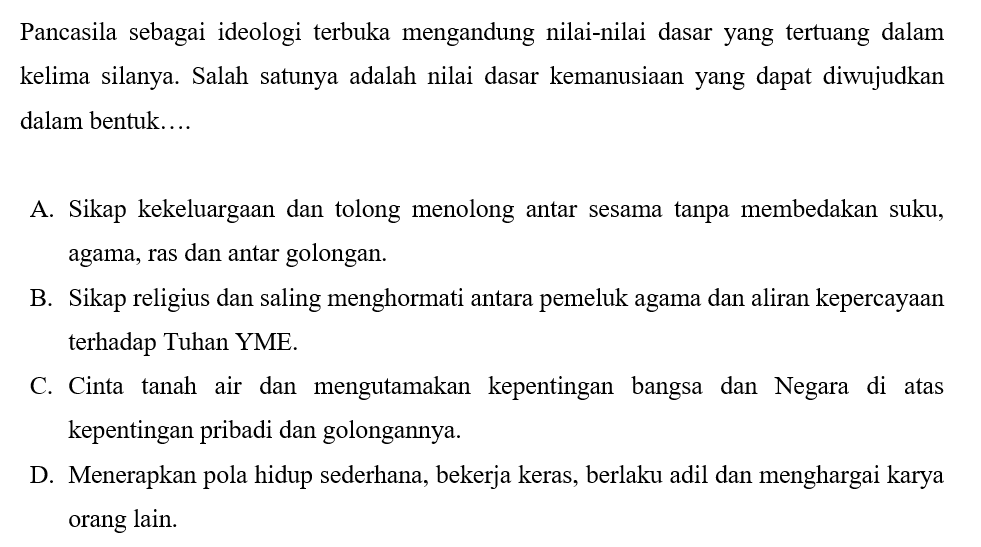 Pancasila sebagai ideologi terbuka mengandung nilai-nilai dasar yang tertuang dalam
kelima silanya. Salah satunya adalah nilai dasar kemanusiaan yang dapat diwujudkan
dalam bentuk….
A. Sikap kekeluargaan dan tolong menolong antar sesama tanpa membedakan suku,
agama, ras dan antar golongan.
B. Sikap religius dan saling menghormati antara pemeluk agama dan aliran kepercayaan
terhadap Tuhan YME.
C. Cinta tanah air dan mengutamakan kepentingan bangsa dan Negara di atas
kepentingan pribadi dan golongannya.
D. Menerapkan pola hidup sederhana, bekerja keras, berlaku adil dan menghargai karya
orang lain.